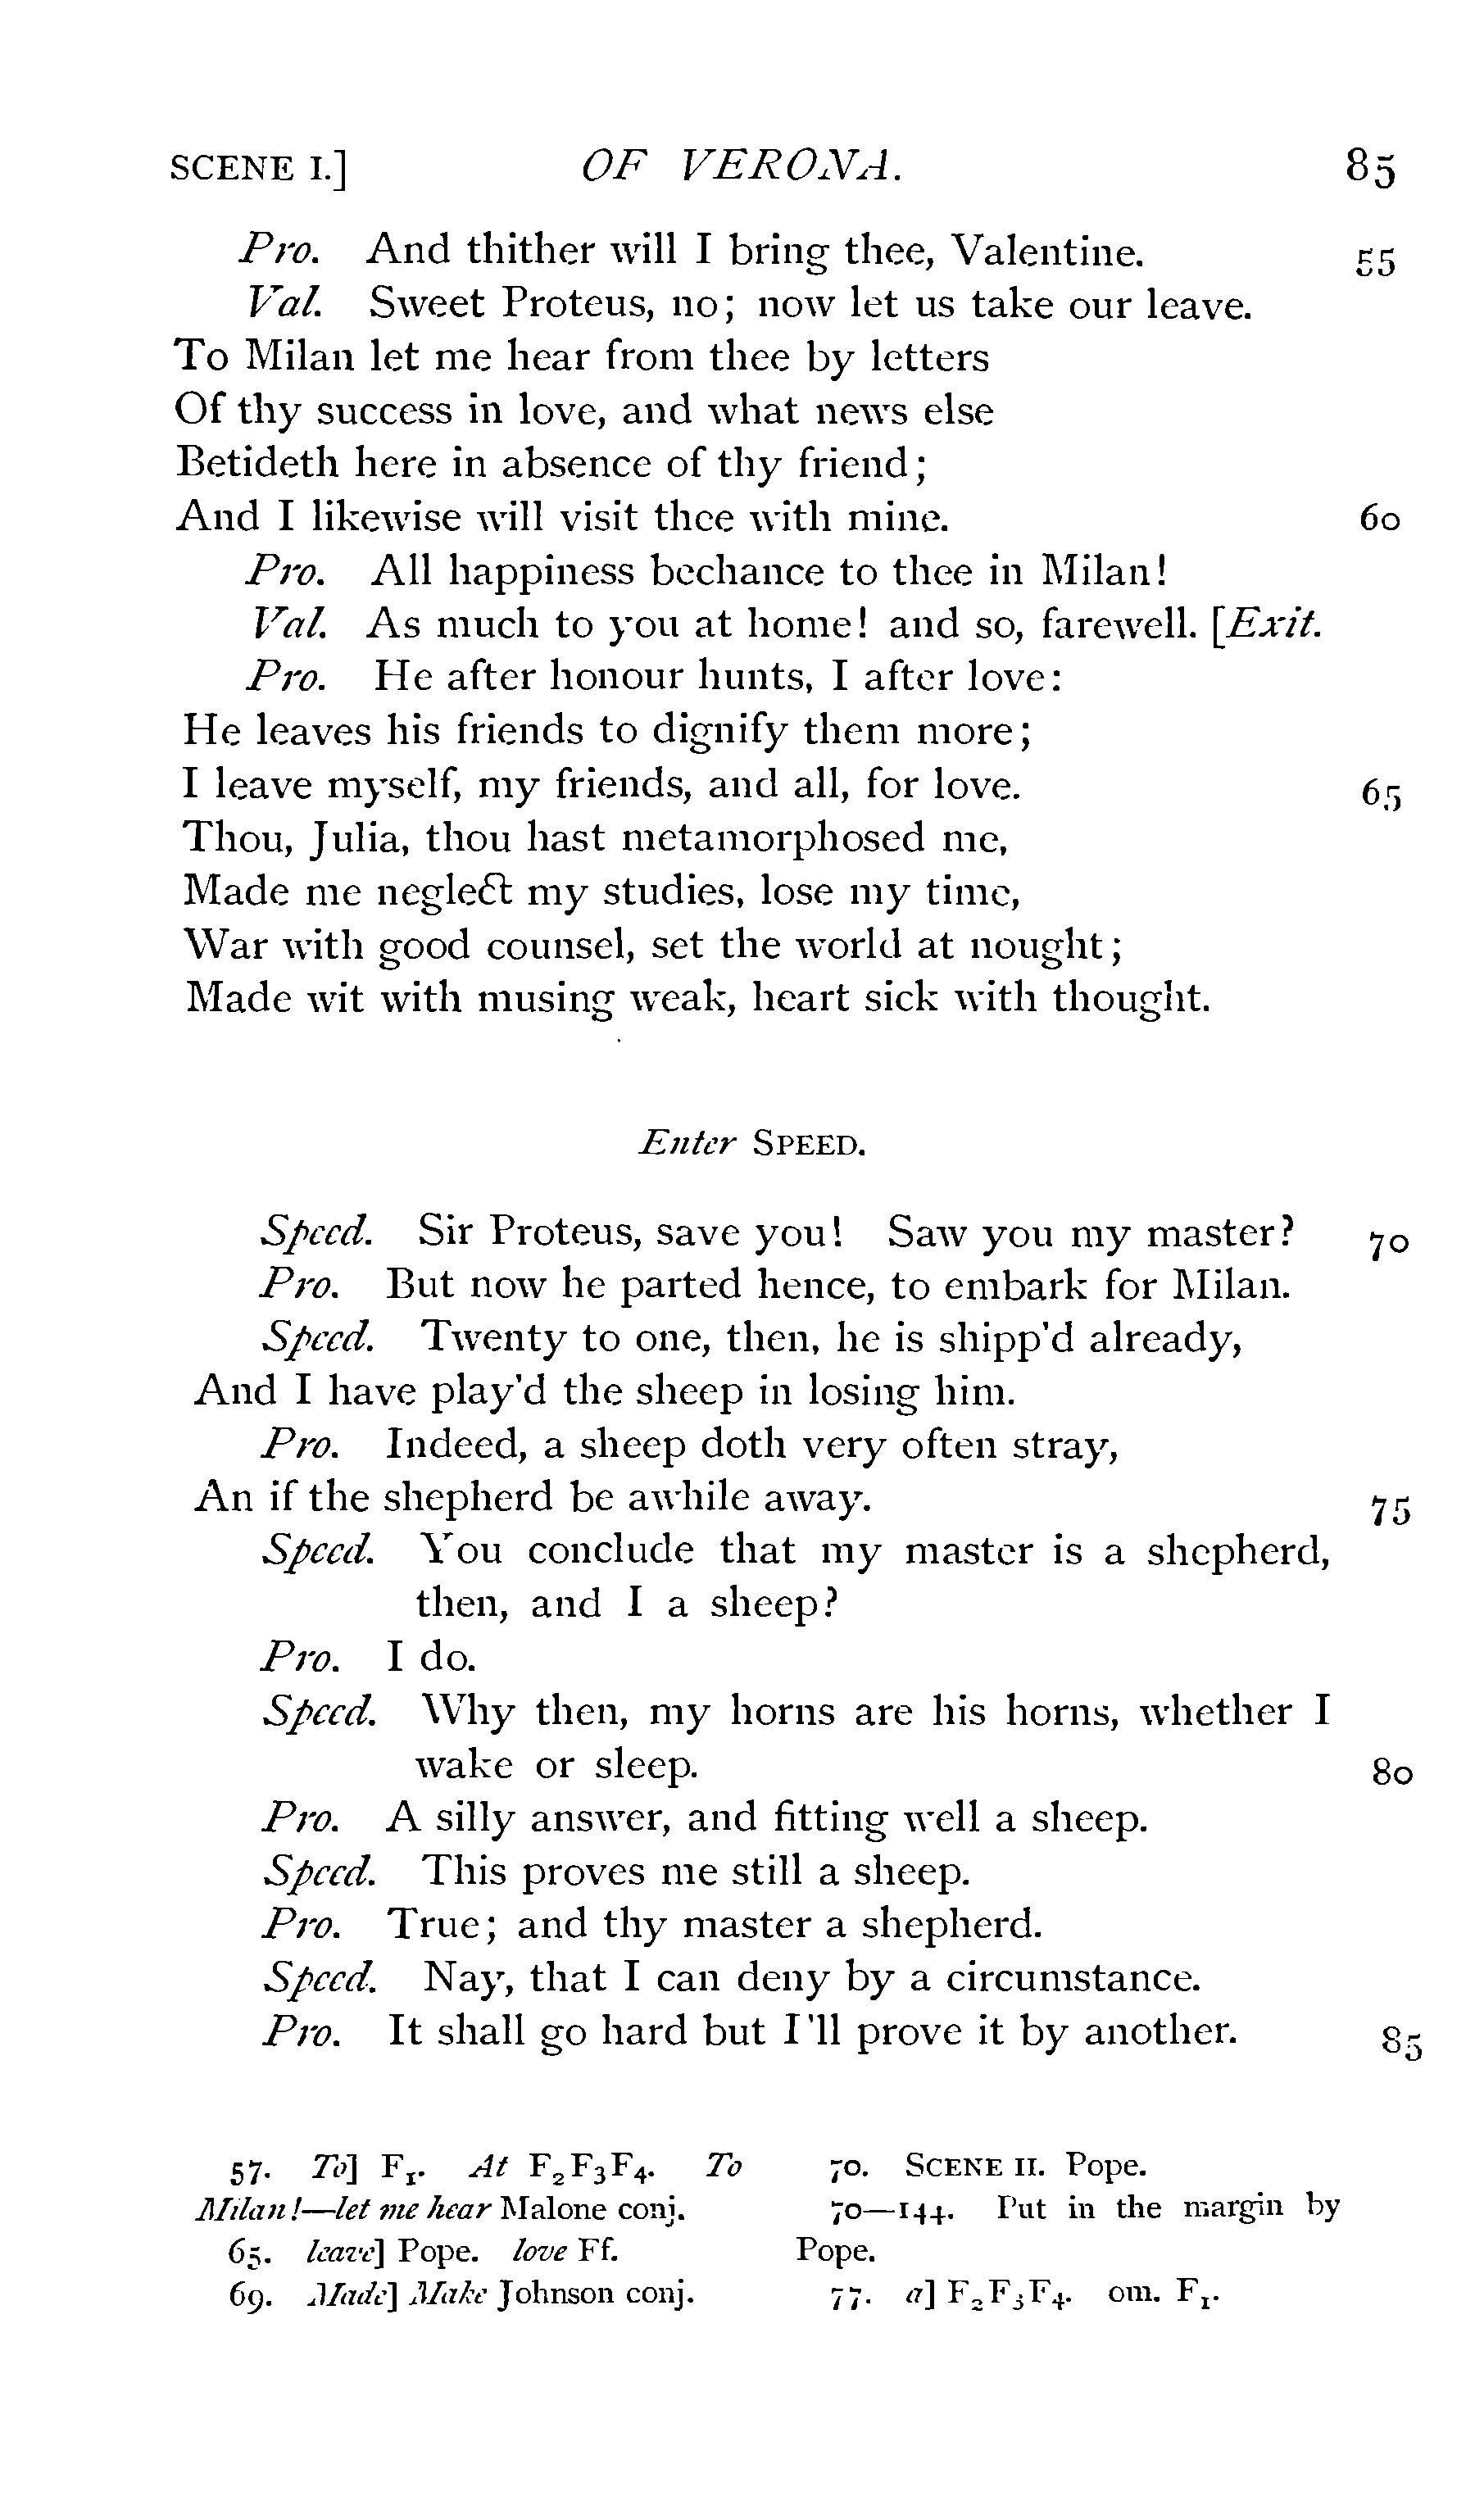 SCENE I.] OF VERONA. 85
Pro. And thither will I bring thee, Valentine. 55
Val. Sweet Proteus, no; now let us take our leave.
To Milan let me hear from thee by letters
Of thy success in love, and what news else
Betideth here in absence of thy friend;
And I likewise will visit thee with mine. 60
Pro. All happiness bechance to thee in Milan!
Val. As much to you at home! and so, farewell. [Exit.
Pro. He after honour hunts, I after love:
He leaves his friends to dignify them more;
I leave myself, my friends, and all, for love. 65
Thou, Julia, thou hast metamorphosed me,
Made me neglect my studies, lose my time,
War with good counsel, set the world at nought;
Made wit with musing weak, heart sick with thought.
Enter SPEED.
Speed. Sir Proteus, save you! Saw you my master? 70
Pro. But now he parted hence, to embark for Milan.
Speed. Twenty to one, then, he is shipp'd already,
And I have play'd the sheep in losing him.
Pro. Indeed, a sheep doth very often stray,
An if the shepherd be awhile away. 75
Speed. You conclude that my master is a shepherd,
then, and I a sheep?
Pro. I do.
Speed. Why then, my horns are his horns, whether I
wake or sleep. 80
Pro. A silly answer, and fitting well a sheep.
Speed. This proves me still a sheep.
Pro. True; and thy master a shepherd.
Speed. Nay, that I can deny by a circumstance.
Pro. It shall go hard but I'll prove it by another. 85
57. To] F1. At F2F3F4. To
Milan!—let me hear Malone conj.
65. leave] Pope. love Ff.
69. Made] Make Johnson conj.
70. SCENE II. Pope.
70—144. Put in the margin by
Pope.
77. a] F2F3F4. om. F1.